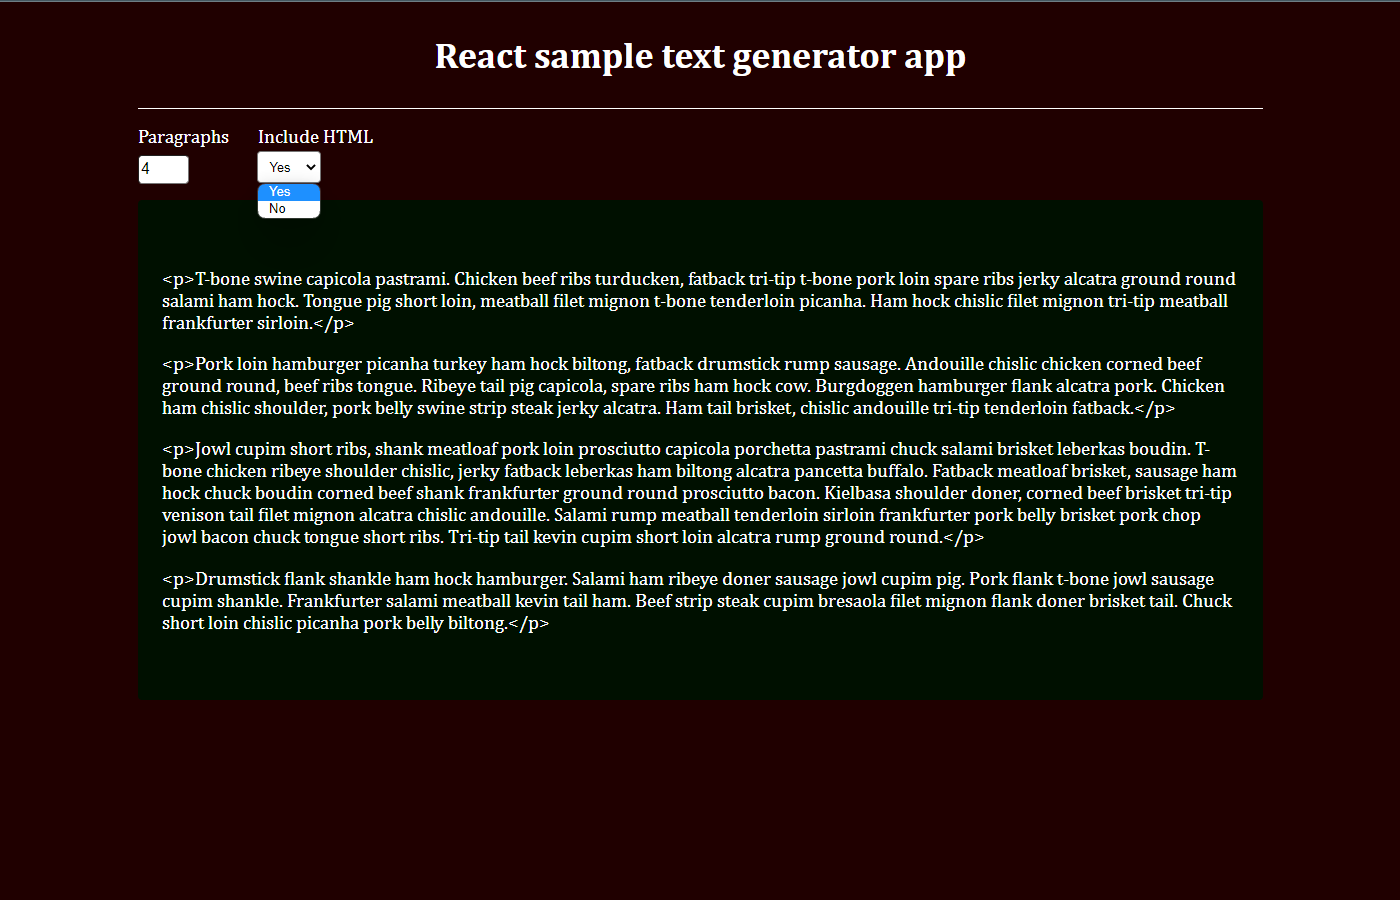 React sample text generator app
Paragraphs Include HTML
4 Yes
Yes
No
<p>T-bone swine capicola pastrami. Chicken beef ribs turducken, fatback tri-tip t-bone pork loin spare ribs jerky alcatra ground round
salami ham hock. Tongue pig short loin, meatball filet mignon t-bone tenderloin picanha. Ham hock chislic filet mignon tri-tip meatball
frankfurter sirloin.</p>
<p>Pork loin hamburger picanha turkey ham hock biltong, fatback drumstick rump sausage. Andouille chislic chicken corned beef
ground round, beef ribs tongue. Ribeye tail pig capicola, spare ribs ham hock cow. Burgdoggen hamburger flank alcatra pork. Chicken
ham chislic shoulder, pork belly swine strip steak jerky alcatra. Ham tail brisket, chislic andouille tri-tip tenderloin fatback.</p>
<p>Jowl cupim short ribs, shank meatloaf pork loin prosciutto capicola porchetta pastrami chuck salami brisket leberkas boudin. T-
bone chicken ribeye shoulder chislic, jerky fatback leberkas ham biltong alcatra pancetta buffalo. Fatback meatloaf brisket, sausage ham
hock chuck boudin corned beef shank frankfurter ground round prosciutto bacon. Kielbasa shoulder doner, corned beef brisket tri-tip
venison tail filet mignon alcatra chislic andouille. Salami rump meatball tenderloin sirloin frankfurter pork belly brisket pork chop
jowl bacon chuck tongue short ribs. Tri-tip tail kevin cupim short loin alcatra rump ground round.</p>
<p>Drumstick flank shankle ham hock hamburger. Salami ham ribeye doner sausage jowl cupim pig. Pork flank t-bone jowl sausage
cupim shankle. Frankfurter salami meatball kevin tail ham. Beef strip steak cupim bresaola filet mignon flank doner brisket tail. Chuck
short loin chislic picanha pork belly biltong.</p>